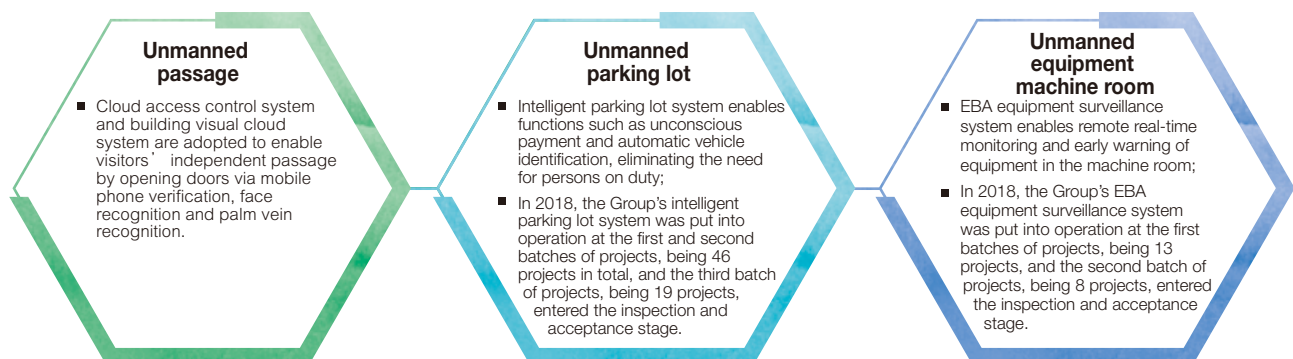 Unmanned
passage
■ Cloud access control system
and building visual cloud
system are adopted to enable
visitors' independent passage
by opening doors via mobile
phone verification, face
recognition and palm vein
recognition.
Unmanned
parking lot
■ Intelligent parking lot system enables
functions such as unconscious
payment and automatic vehicle
identification, eliminating the need
for persons on duty;
■ In 2018, the Group's intelligent
parking lot system was put into
operation at the first and second
batches of projects, being 46
projects in total, and the third batch
of projects, being 19 projects,
entered the inspection and
acceptance stage.
Unmanned
equipment
machine room
■ EBA equipment surveillance
system enables remote real-time
monitoring and early warning of
equipment in the machine room;
■ In 2018, the Group's EBA
equipment surveillance system
was put into operation at the first
batches of projects, being 13
projects, and the second batch of
projects, being 8 projects, entered
the inspection and acceptance
stage.